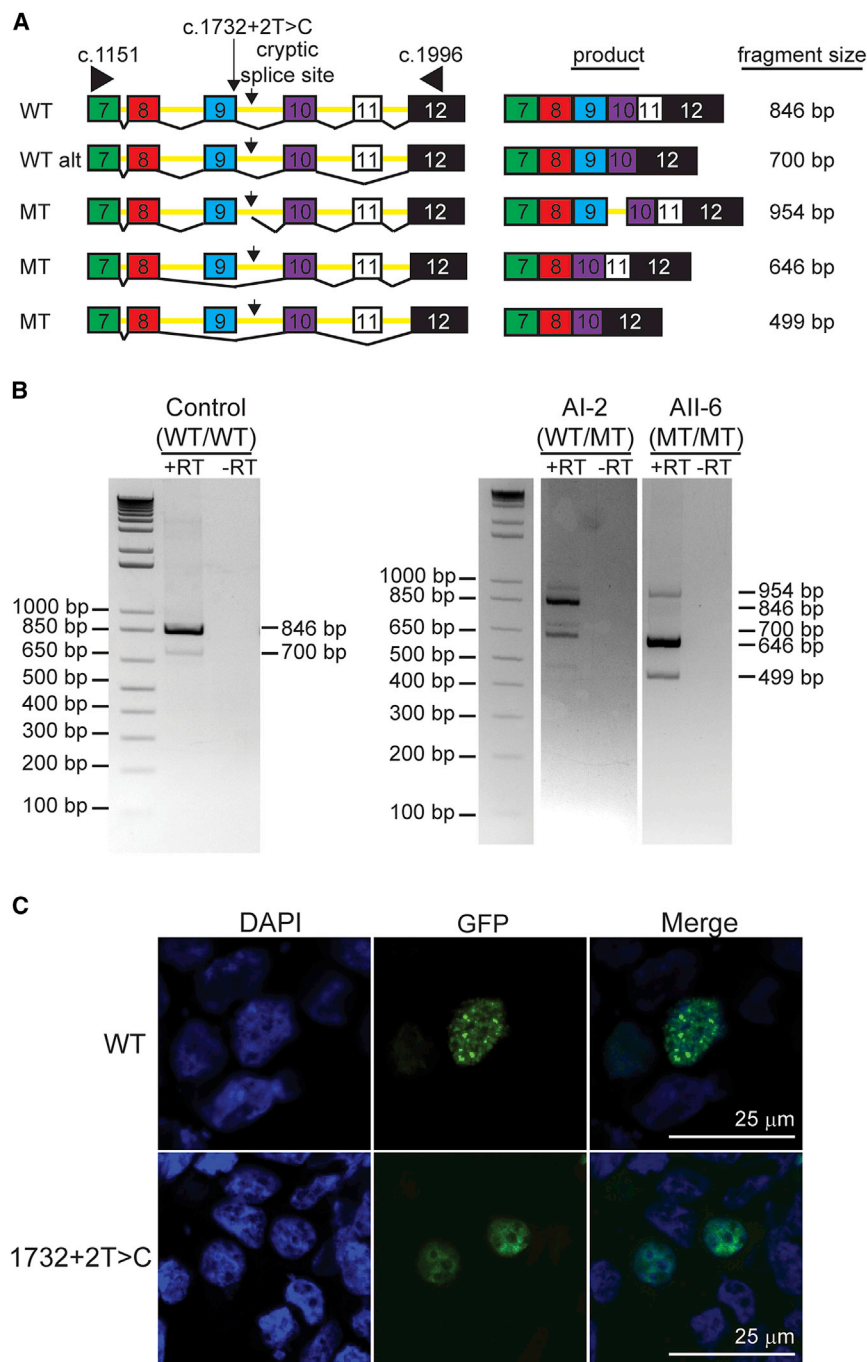 A
c.1732+2T>C
c.1151 cryptic splice site c.1996 product fragment size
WT 7 8 9 10 11 12 7 8 9 10 11 12 846 bp
WT alt 7 8 9 10 11 12 7 8 9 10 12 700 bp
MT 7 8 9 10 11 12 7 8 9 10 11 12 954 bp
MT 7 8 9 10 11 12 7 8 10 11 12 646 bp
MT 7 8 9 10 11 12 7 8 10 12 499 bp
B
Control
(WT/WT)
+RT -RT
1000 bp
850 bp
650 bp
500 bp
400 bp
300 bp
200 bp
100 bp
846 bp
700 bp
AI-2 AII-6
(WT/MT) (MT/MT)
+RT -RT +RT -RT
1000 bp
850 bp
650 bp
500 bp
400 bp
300 bp
200 bp
100 bp
954 bp
846 bp
700 bp
646 bp
499 bp
C
DAPI GFP Merge
WT
25 μm
1732+2T>C
25 μm